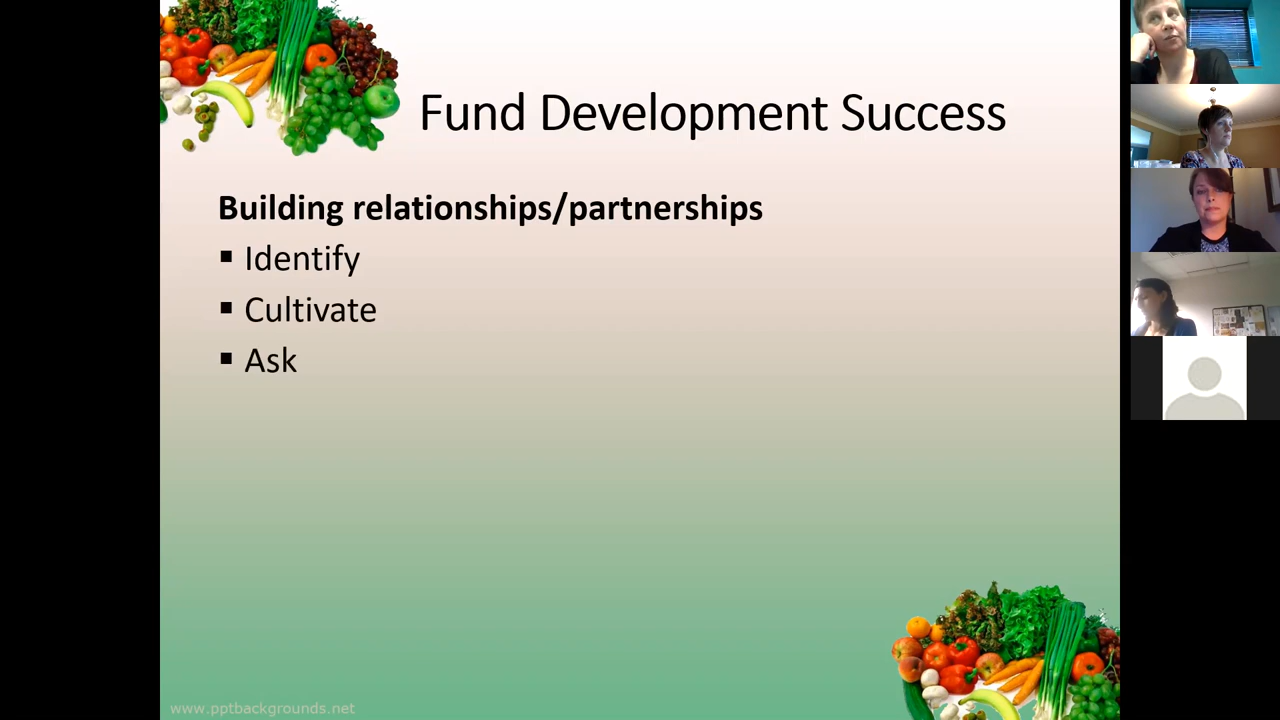 Fund Development Success
Building relationships/partnerships
▪ Identify
▪ Cultivate
▪ Ask
www.pptbackgrounds.net